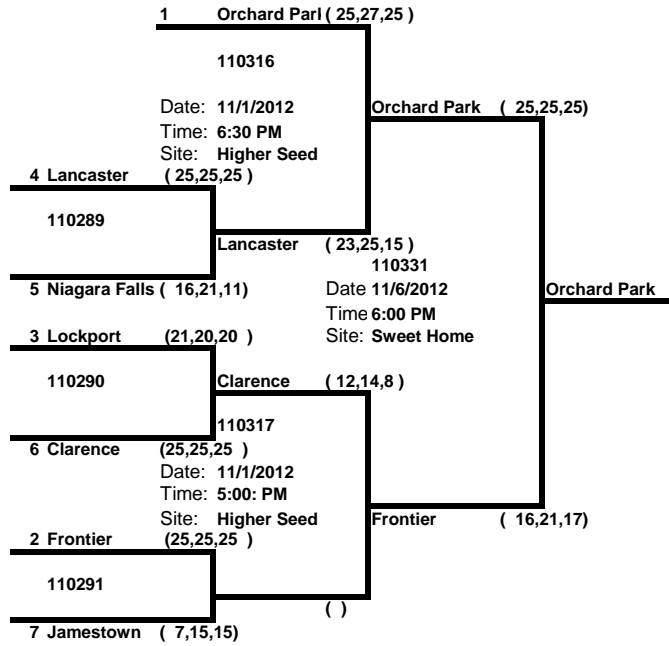 1 Orchard Parl ( 25,27,25 )
110316
Date: 11/1/2012
Orchard Park ( 25,25,25)
Time: 6:30 PM
Site: Higher Seed
4 Lancaster ( 25,25,25 )
110289
Lancaster ( 23,25,15 )
110331
5 Niagara Falls ( 16,21,11)
Date 11/6/2012
Orchard Park
Time 6:00 PM
3 Lockport (21,20,20 )
Site: Sweet Home
110290
Clarence ( 12,14,8 )
110317
6 Clarence (25,25,25 )
Date: 11/1/2012
Time: 5:00: PM
Site: Higher Seed
Frontier ( 16,21,17)
2 Frontier (25,25,25 )
110291
( )
7 Jamestown ( 7,15,15)